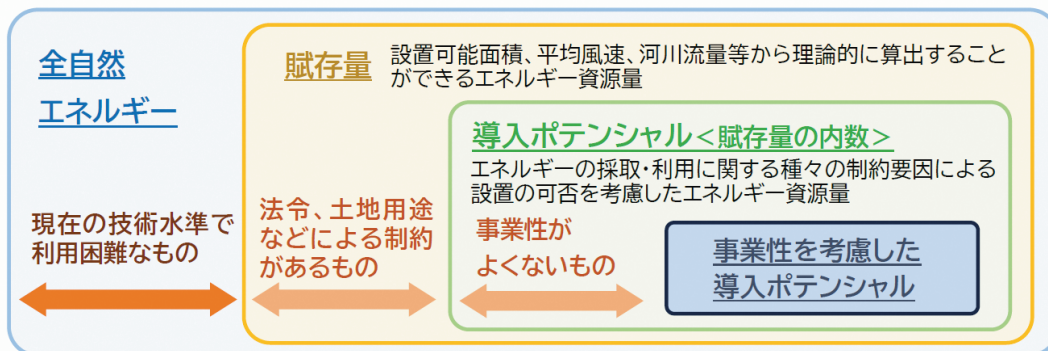 全自然
エネルギー
賦存量
設置可能面積、平均風速、河川流量等から理論的に算出すること
ができるエネルギー資源量
導入ポテンシャル<賦存量の内数>
エネルギーの採取・利用に関する種々の制約要因による
設置の可否を考慮したエネルギー資源量
現在の技術水準で
利用困難なもの
法令、土地用途
などによる制約
があるもの
事業性が
よくないもの
事業性を考慮した
導入ポテンシャル